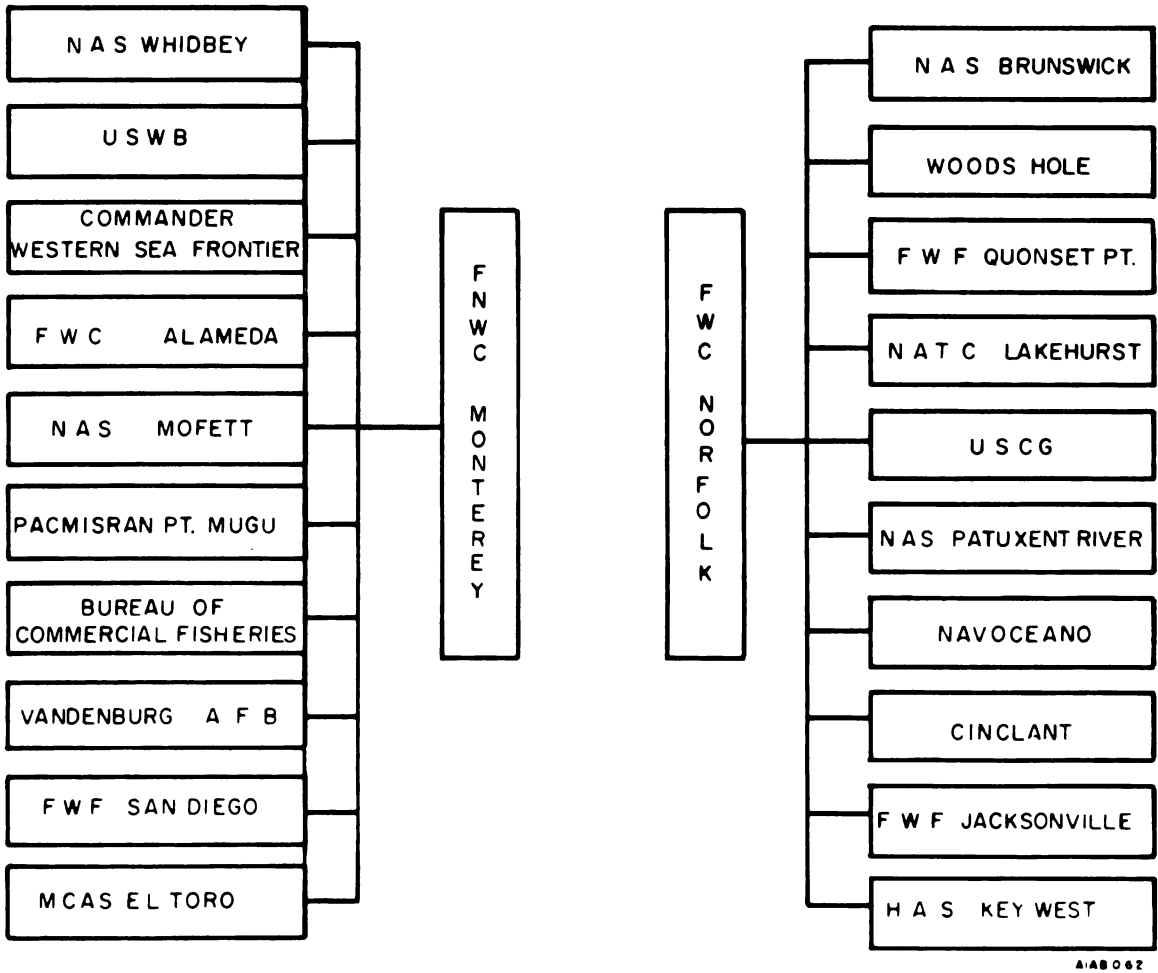 NAS WHIDBEY
USWB
COMMANDER
WESTERN SEA FRONTIER
FWC ALAMEDA
NAS MOFETT
PACMISRAN PT. MUGU
BUREAU OF
COMMERCIAL FISHERIES
VANDENBURG AFB
FWF SAN DIEGO
MCAS EL TORO
FNWC MONTEREY
FWC NORFOLK
NAS BRUNSWICK
WOODS HOLE
FWF QUONSET PT.
NATC LAKEHURST
USCG
NAS PATUXENT RIVER
NAVOCEANO
CINCLANT
FWF JACKSONVILLE
HAS KEY WEST
AIAB062